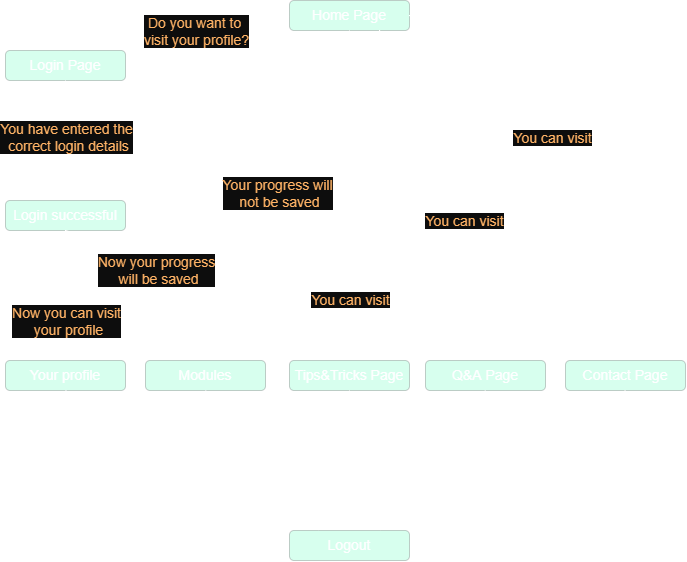 Home Page
Do you want to
visit your profile?
Login Page
You have entered the
correct login details
You can visit
Your progress will
not be saved
Login successful
You can visit
Now your progress
will be saved
You can visit
Now you can visit
your profile
Your profile
Modules
Tips&Tricks Page
Q&A Page
Contact Page
Logout